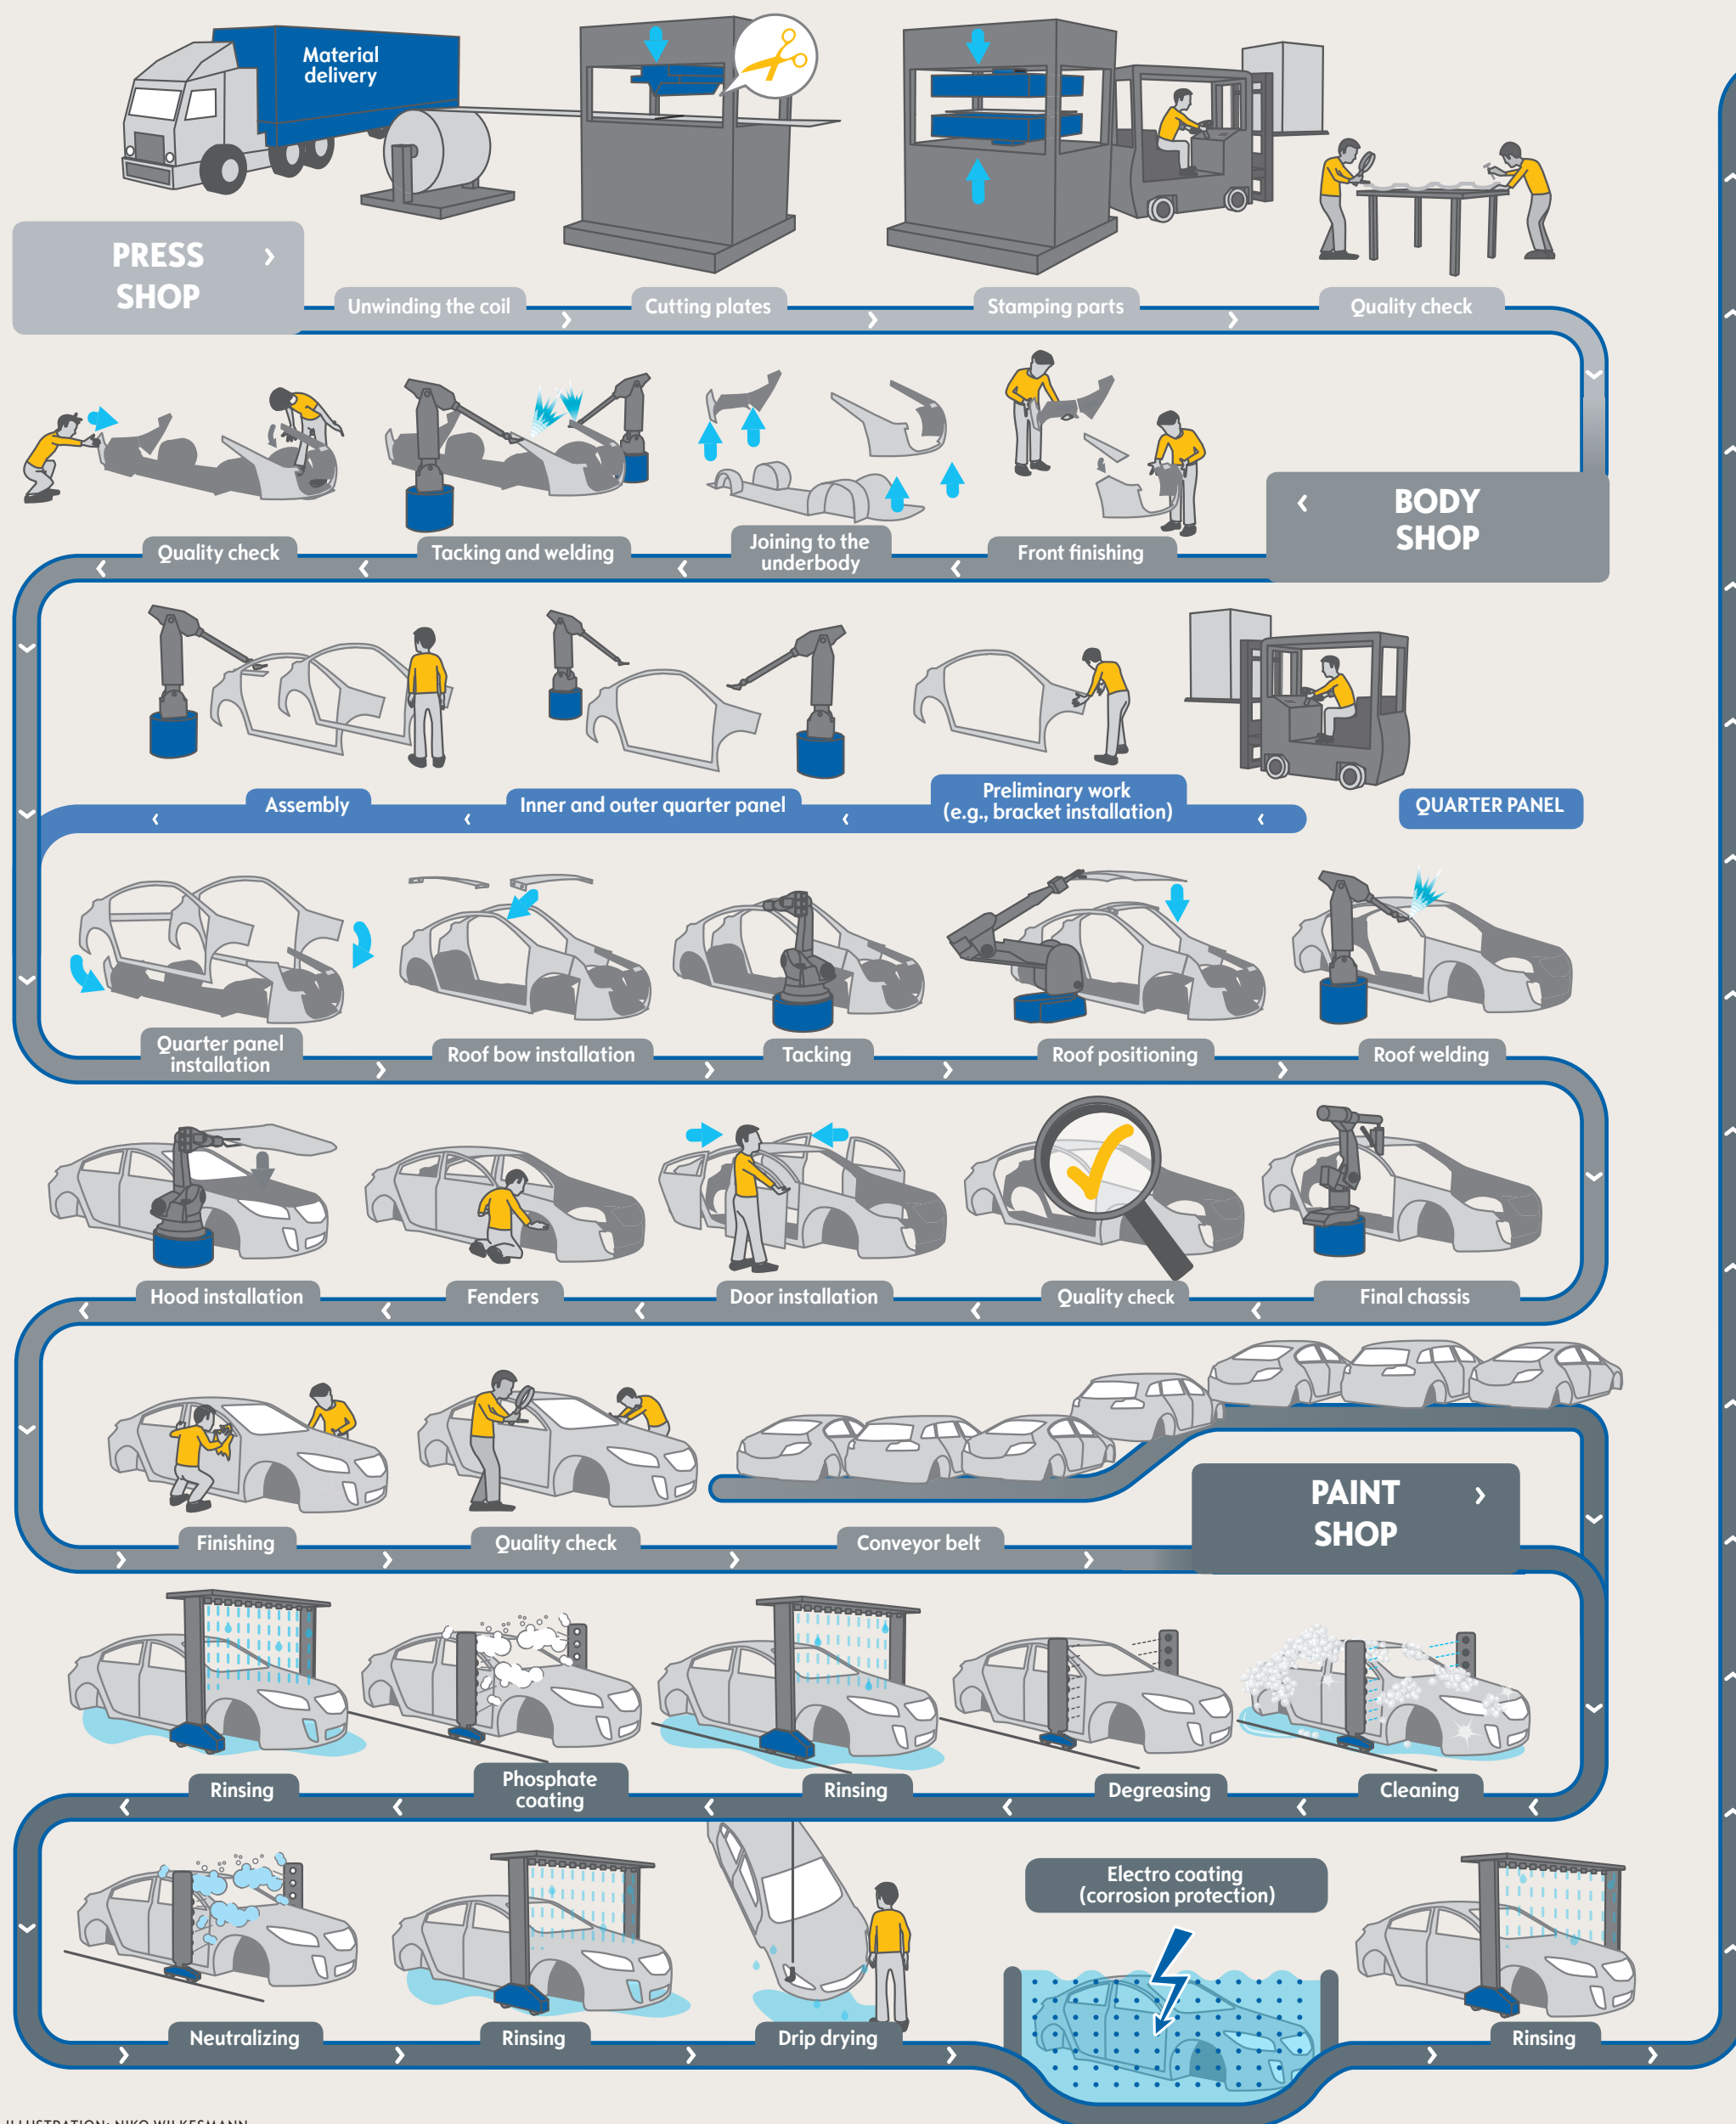 Material
delivery
PRESS
SHOP
Unwinding the coil
Cutting plates
Stamping parts
Quality check
BODY
SHOP
Front finishing
Joining to the
underbody
Tacking and welding
Quality check
QUARTER PANEL
Preliminary work
(e.g., bracket installation)
Inner and outer quarter panel
Assembly
Quarter panel
installation
Roof bow installation
Tacking
Roof positioning
Roof welding
Final chassis
Quality check
Door installation
Fenders
Hood installation
Finishing
Quality check
Conveyor belt
PAINT
SHOP
Cleaning
Degreasing
Rinsing
Phosphate
coating
Rinsing
Neutralizing
Rinsing
Drip drying
Electro coating
(corrosion protection)
Rinsing
ILLUSTRATION: NIKO WILKESMANN